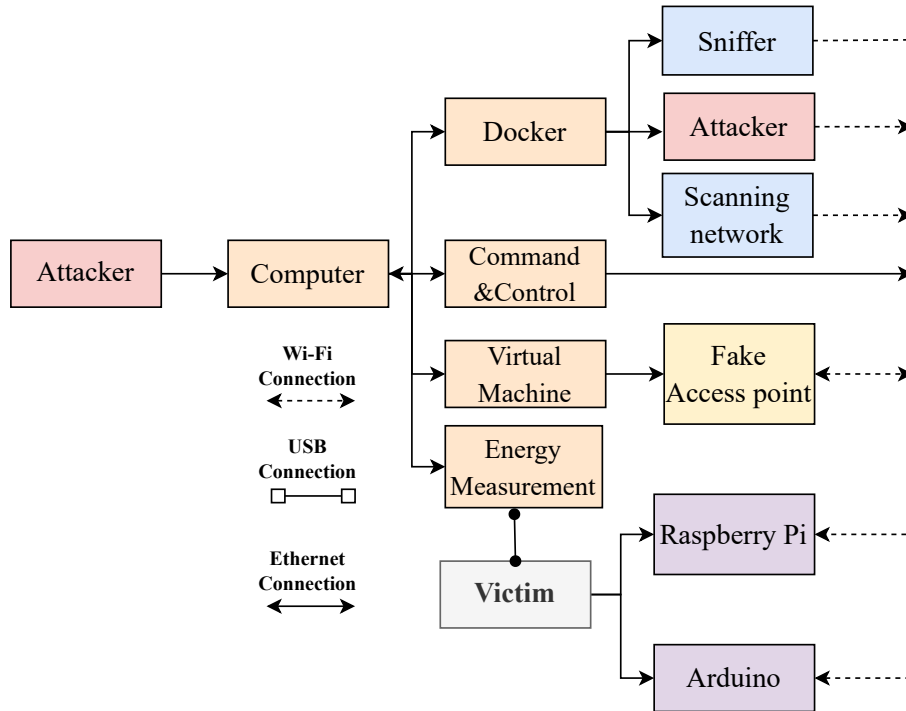 Sniffer
Docker
Attacker
Scanning
network
Attacker
Computer
Command
&Control
Wi-Fi
Connection
Virtual
Machine
Fake
Access point
USB
Connection
Energy
Measurement
Ethernet
Connection
Victim
Raspberry Pi
Arduino